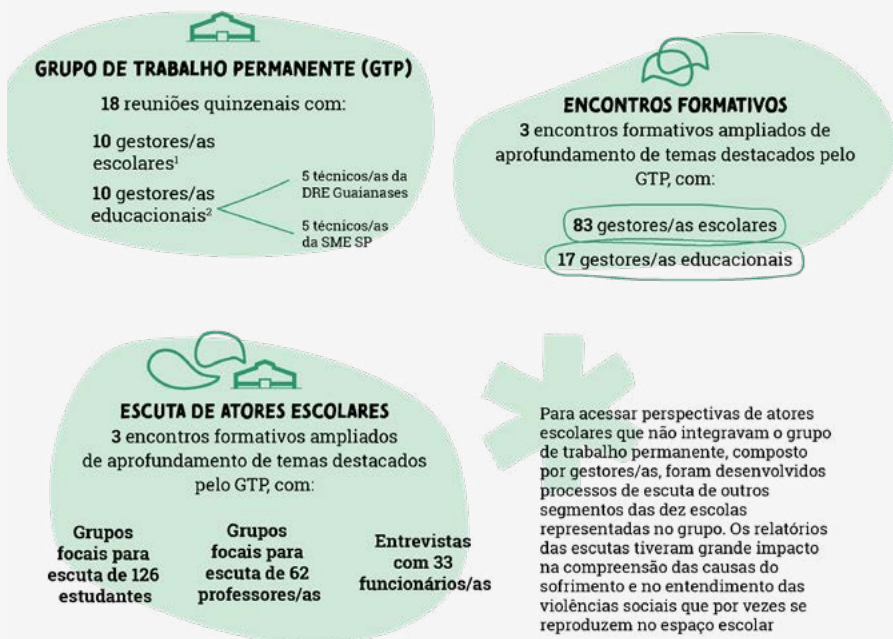 GRUPO DE TRABALHO PERMANENTE (GTP)
18 reuniões quinzenais com:
10 gestores/as
escolares¹
10 gestores/as
educacionais²
5 técnicos/as da
DRE Guaianases
5 técnicos/as
da SME SP
ENCONTROS FORMATIVOS
3 encontros formativos ampliados de
aprofundamento de temas destacados pelo
GTP, com:
83 gestores/as escolares
17 gestores/as educacionais
ESCUTA DE ATORES ESCOLARES
3 encontros formativos ampliados
de aprofundamento de temas destacados
pelo GTP, com:
Grupos
focais para
escuta de 126
estudantes
Grupos
focais para
escuta de 62
professores/as
Entrevistas
com 33
funcionários/as
Para acessar perspectivas de atores
escolares que não integravam o grupo
de trabalho permanente, composto
por gestores/as, foram desenvolvidos
processos de escuta de outros
segmentos das dez escolas
representadas no grupo. Os relatórios
das escutas tiveram grande impacto
na compreensão das causas do
sofrimento e no entendimento das
violências sociais que por vezes se
reproduzem no espaço escolar